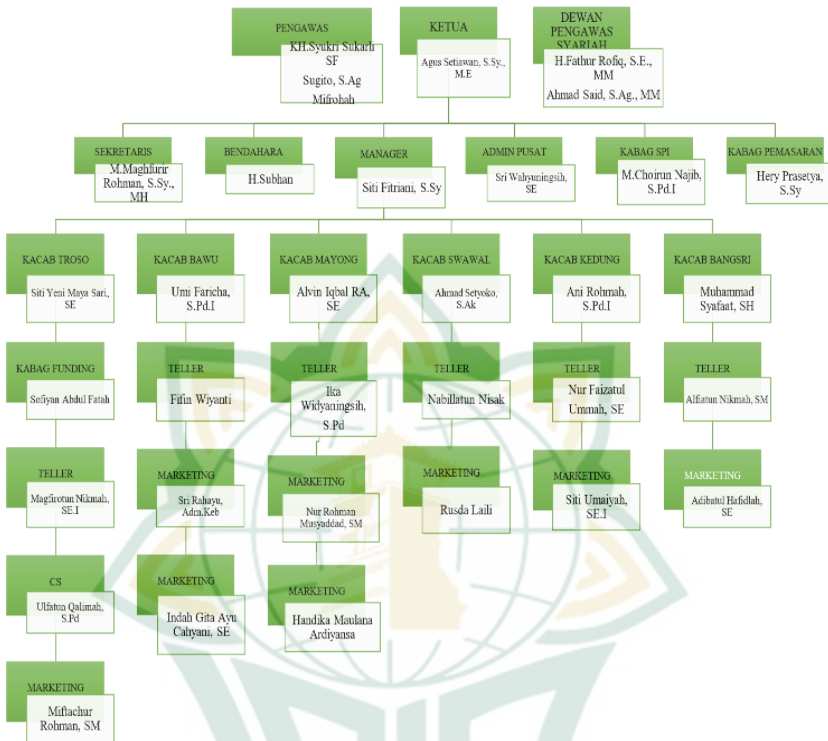 PENGAWAS
KH.Syukri Sukarli
SF
Sugito, S.Ag
Mifrohah
KETUA
Agus Setiawan, S.Sy.,
M.E
DEWAN
PENGAWAS
SYARIAH
H.Fathur Rofiq, S.E.,
MM
Ahmad Said, S.Ag., MM
SEKRETARIS
M.Maghfurir
Rohman, S.Sy.,
MH
BENDAHARA
H.Subhan
MANAGER
Siti Fitriani, S.Sy
ADMIN PUSAT
Sri Wahyuningsih,
SE
KABAG SPI
M.Choirun Najib,
S.Pd.I
KABAG PEMASARAN
Hery Prasetya,
S.Sy
KACAB TROSO
Siti Yeni Maya Sari,
SE
KABAG FUNDING
Sofiyan Abdul Fatah
TELLER
Magfirotun Nikmah,
SE.I
CS
Ulfatun Qalimah,
S.Pd
MARKETING
Miftachur
Rohman, SM
KACAB BAWU
Umi Faricha,
S.Pd.I
TELLER
Fifin Wiyanti
MARKETING
Sri Rahayu,
Adm.Keb
MARKETING
Indah Gita Ayu
Cahyani, SE
KACAB MAYONG
Alvin Iqbal RA,
SE
TELLER
Ika
Widyaningsih,
S.Pd
MARKETING
Nur Rohman
Musyaddad, SM
MARKETING
Handika Maulana
Ardiyansa
KACAB SWAWAL
Ahmad Setyoko,
S.Ak
TELLER
Nabillatun Nisak
MARKETING
Rusda Laili
KACAB KEDUNG
Ani Rohmah,
S.Pd.I
TELLER
Nur Faizatul
Ummah, SE
MARKETING
Siti Umaiyah,
SE.I
KACAB BANGSRI
Muhammad
Syafaat, SH
TELLER
Alfiatun Nikmah, SM
MARKETING
Adibatul Hafidlah,
SE